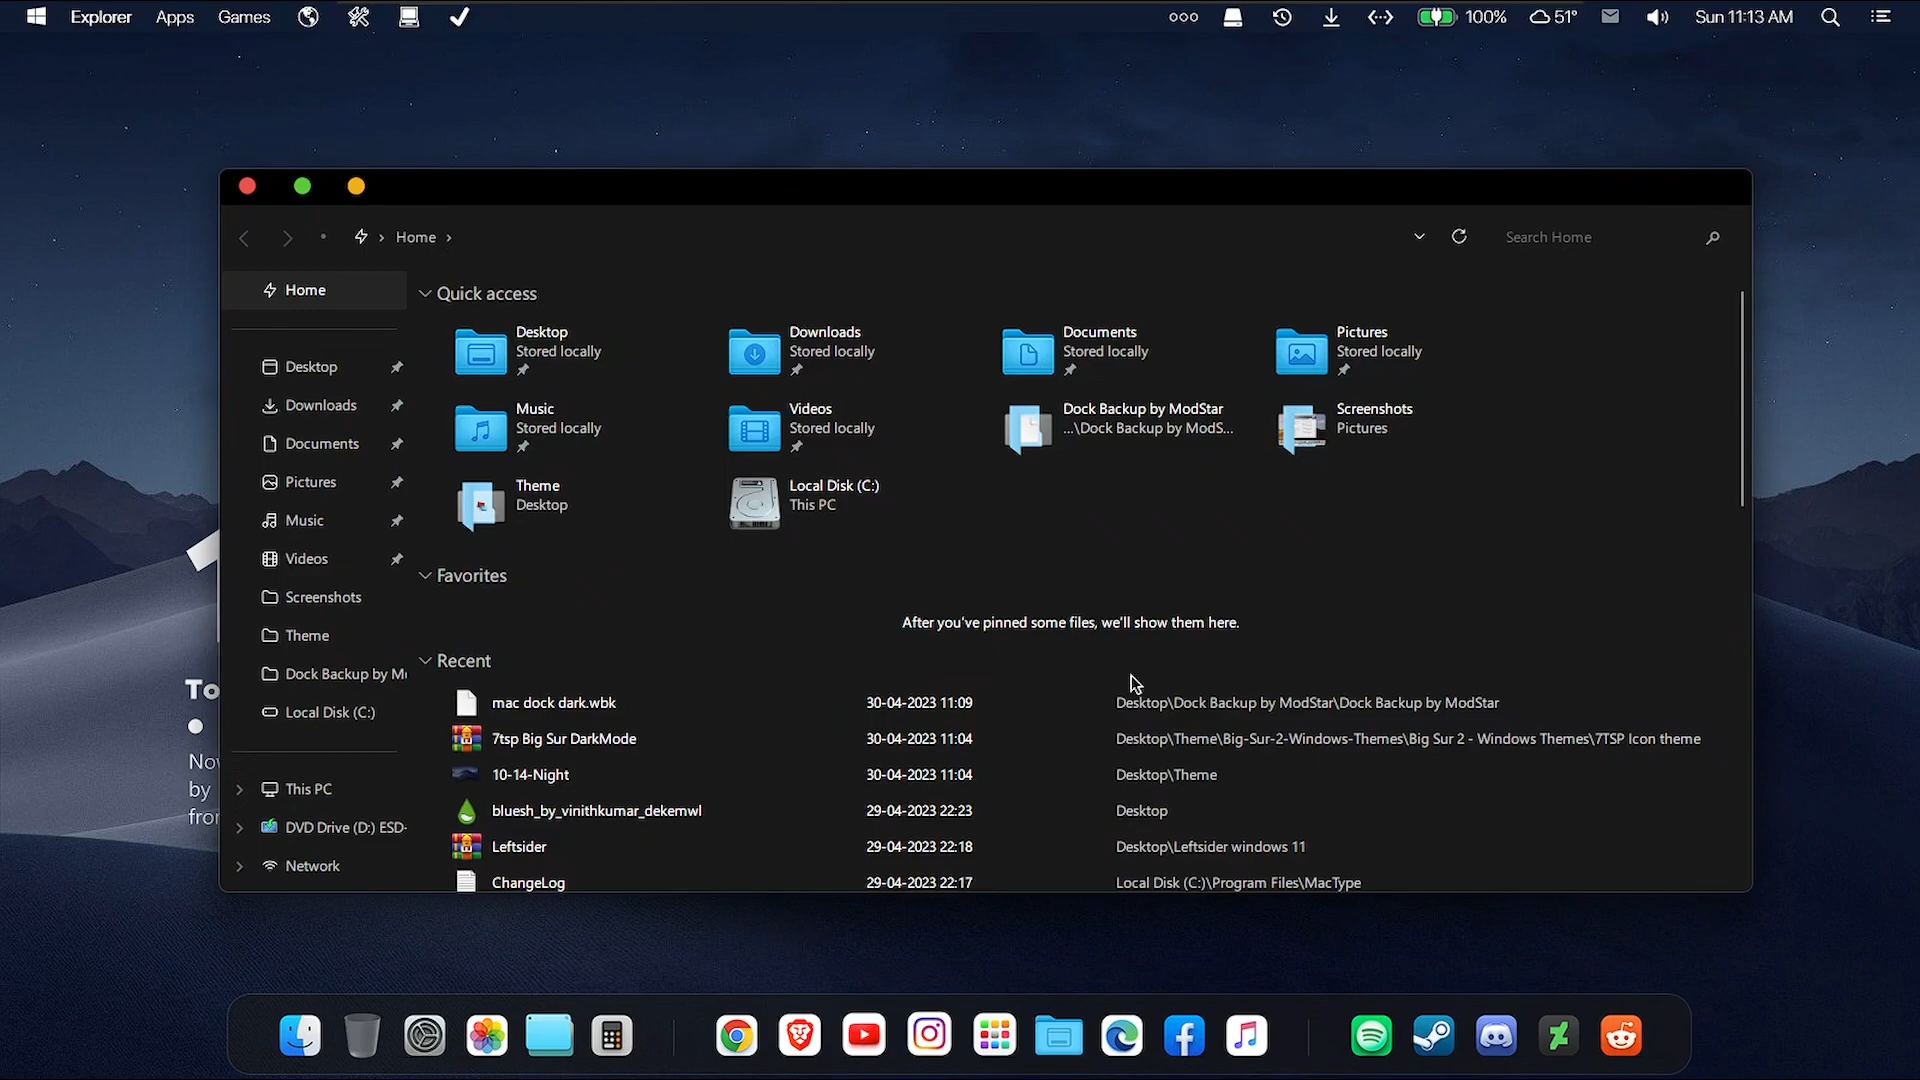 Explorer Apps Games 100% 51° Sun 11:13 AM
Home
Search Home
Home
Desktop
Downloads
Documents
Pictures
Music
Videos
Screenshots
Theme
Dock Backup by
Local Disk (C:)
This PC
DVD Drive (D:) ESD-
Network
Quick access
Desktop
Stored locally
Downloads
Stored locally
Documents
Stored locally
Pictures
Stored locally
Music
Stored locally
Videos
Stored locally
Dock Backup by ModStar
...\Dock Backup by ModS...
Screenshots
Pictures
Theme
Desktop
Local Disk (C:)
This PC
Favorites
After you've pinned some files, we'll show them here.
Recent
mac dock dark.wbk 30-04-2023 11:09 Desktop\Dock Backup by ModStar\Dock Backup by ModStar
7tsp Big Sur DarkMode 30-04-2023 11:04 Desktop\Theme\Big-Sur-2-Windows-Themes\Big Sur 2 - Windows Themes\7TSP Icon theme
10-14-Night 30-04-2023 11:04 Desktop\Theme
bluesh_by_vinithkumar_dekemwl 29-04-2023 22:23 Desktop
Leftsider 29-04-2023 22:18 Desktop\Leftsider windows 11
ChangeLog 29-04-2023 22:17 Local Disk (C:)\Program Files\MacType
To
by